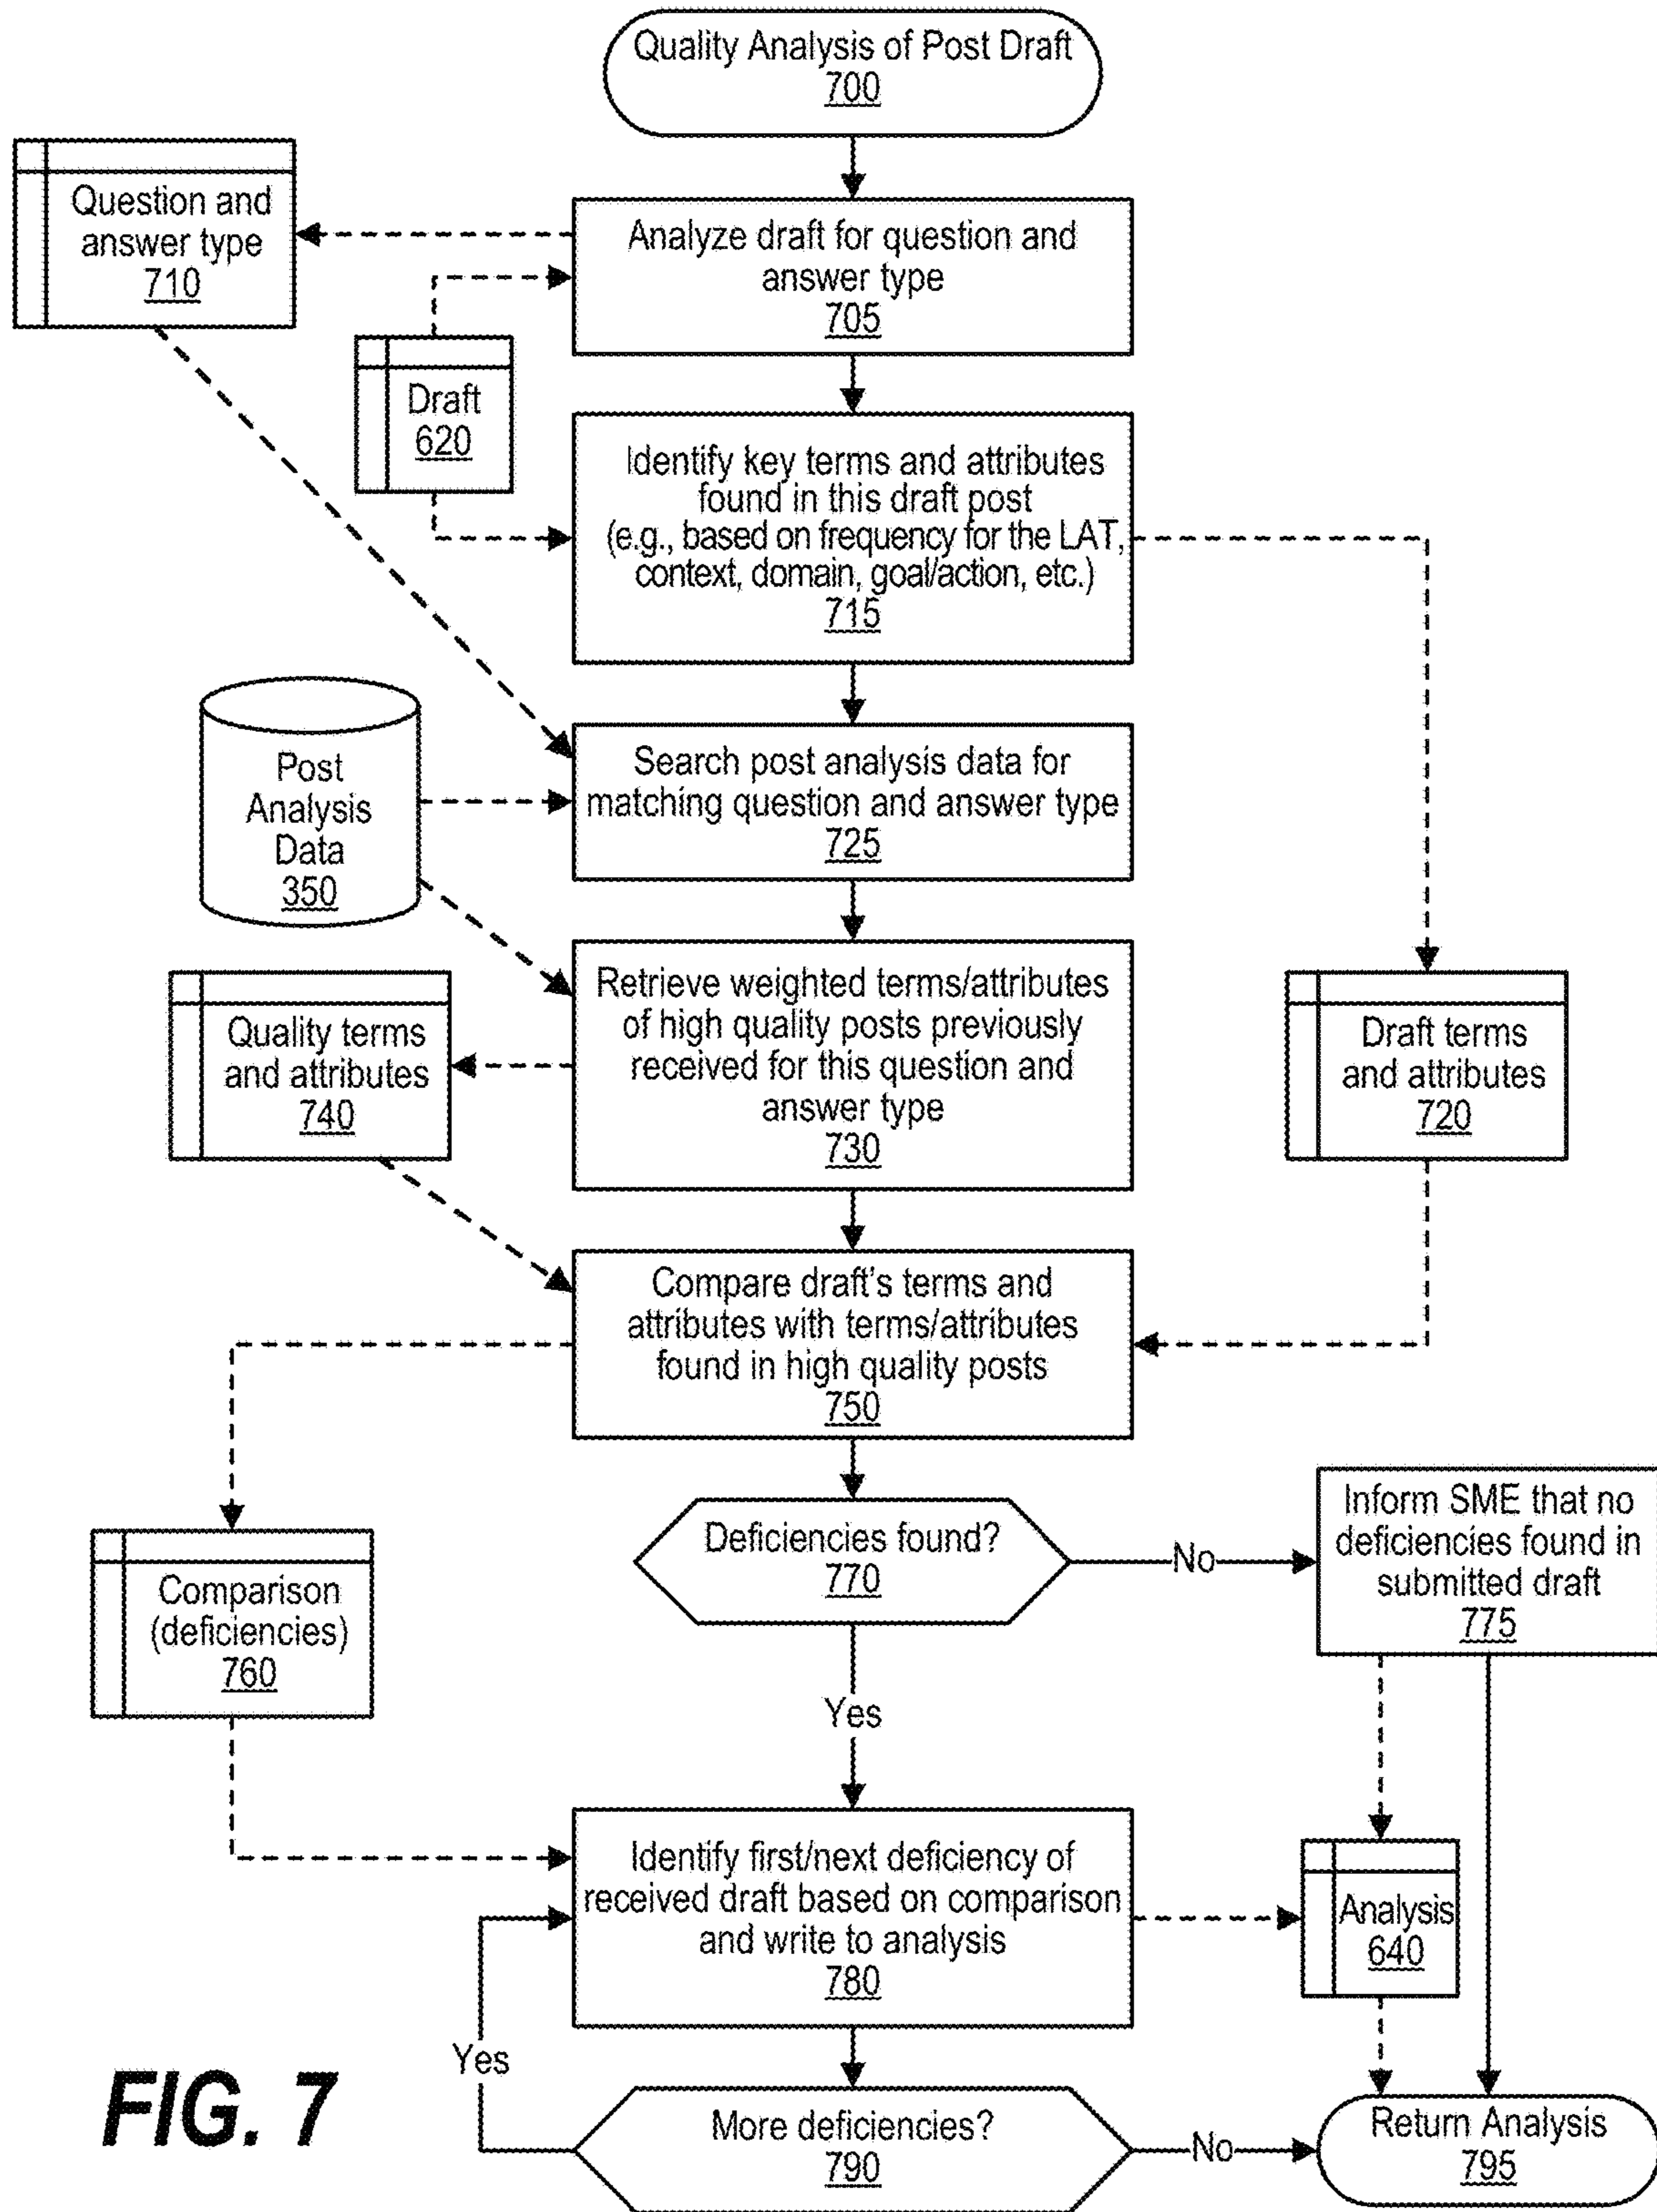 Quality Analysis of Post Draft
700
Question and
answer type
710
Analyze draft for question and
answer type
705
Draft
620
Identify key terms and attributes
found in this draft post
(e.g., based on frequency for the LAT,
context, domain, goal/action, etc.)
715
Post
Analysis
Data
350
Search post analysis data for
matching question and answer type
725
Quality terms
and attributes
740
Retrieve weighted terms/attributes
of high quality posts previously
received for this question and
answer type
730
Draft terms
and attributes
720
Compare draft's terms and
attributes with terms/attributes
found in high quality posts
750
Deficiencies found?
770
No
Inform SME that no
deficiencies found in
submitted draft
775
Comparison
(deficiencies)
760
Yes
Identify first/next deficiency of
received draft based on comparison
and write to analysis
780
Analysis
640
Yes
More deficiencies?
790
No
Return Analysis
795
FIG. 7